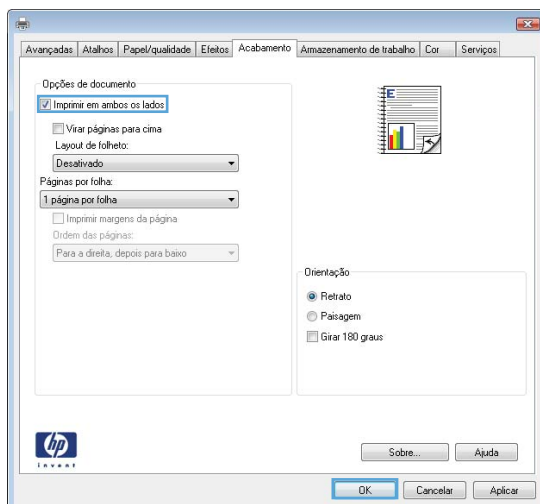 Avançadas Atalhos Papel/qualidade Efeitos Acabamento Armazenamento de trabalho Cor Serviços
Opções de documento
Imprimir em ambos os lados
Virar páginas para cima
Layout de folheto:
Desativado
Páginas por folha:
1 página por folha
Imprimir margens da página
Ordem das páginas:
Para a direita, depois para baixo
E
Orientação
Retrato
Paisagem
Girar 180 graus
hp
invent
Sobre... Ajuda
OK Cancelar Aplicar